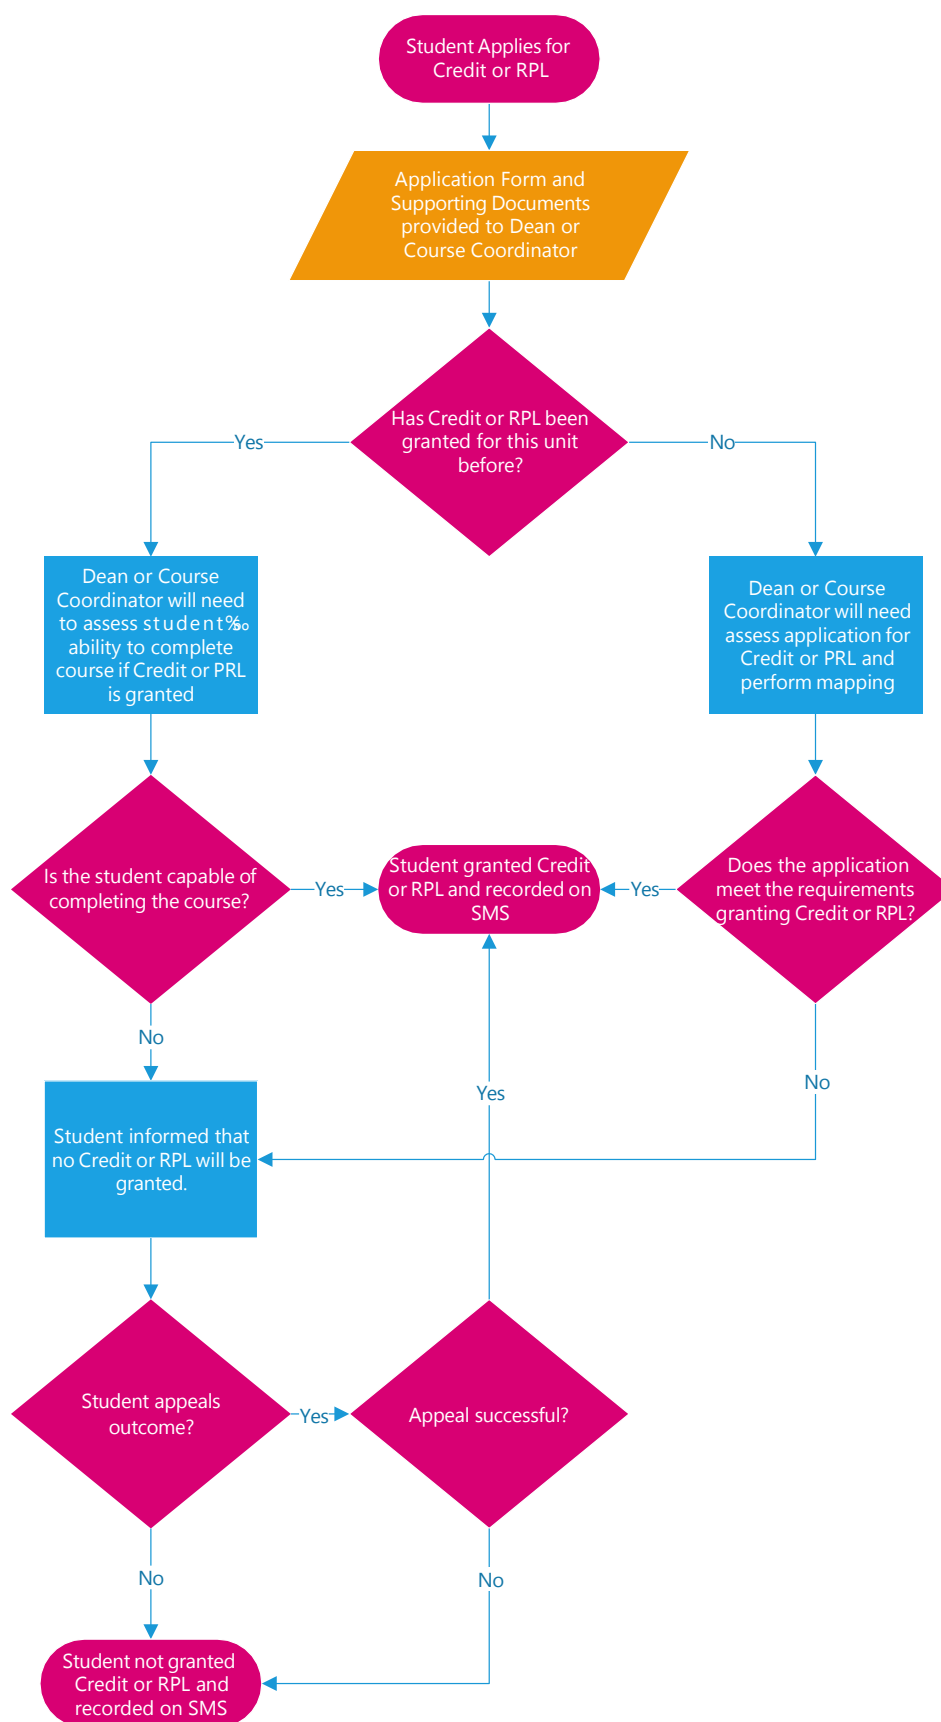 Student Applies for
Credit or RPL
Application Form and
Supporting Documents
provided to Dean or
Course Coordinator
Has Credit or RPL been
granted for this unit
before?
Yes
No
Dean or Course
Coordinator will need
to assess student‰
ability to complete
course if Credit or PRL
is granted
Dean or Course
Coordinator will need
assess application for
Credit or PRL and
perform mapping
Is the student capable of
completing the course?
Yes
Student granted Credit
or RPL and recorded on
SMS
Yes
Does the application
meet the requirements
granting Credit or RPL?
No
No
Yes
Student informed that
no Credit or RPL will be
granted.
Student appeals
outcome?
Yes
Appeal successful?
No
No
Student not granted
Credit or RPL and
recorded on SMS